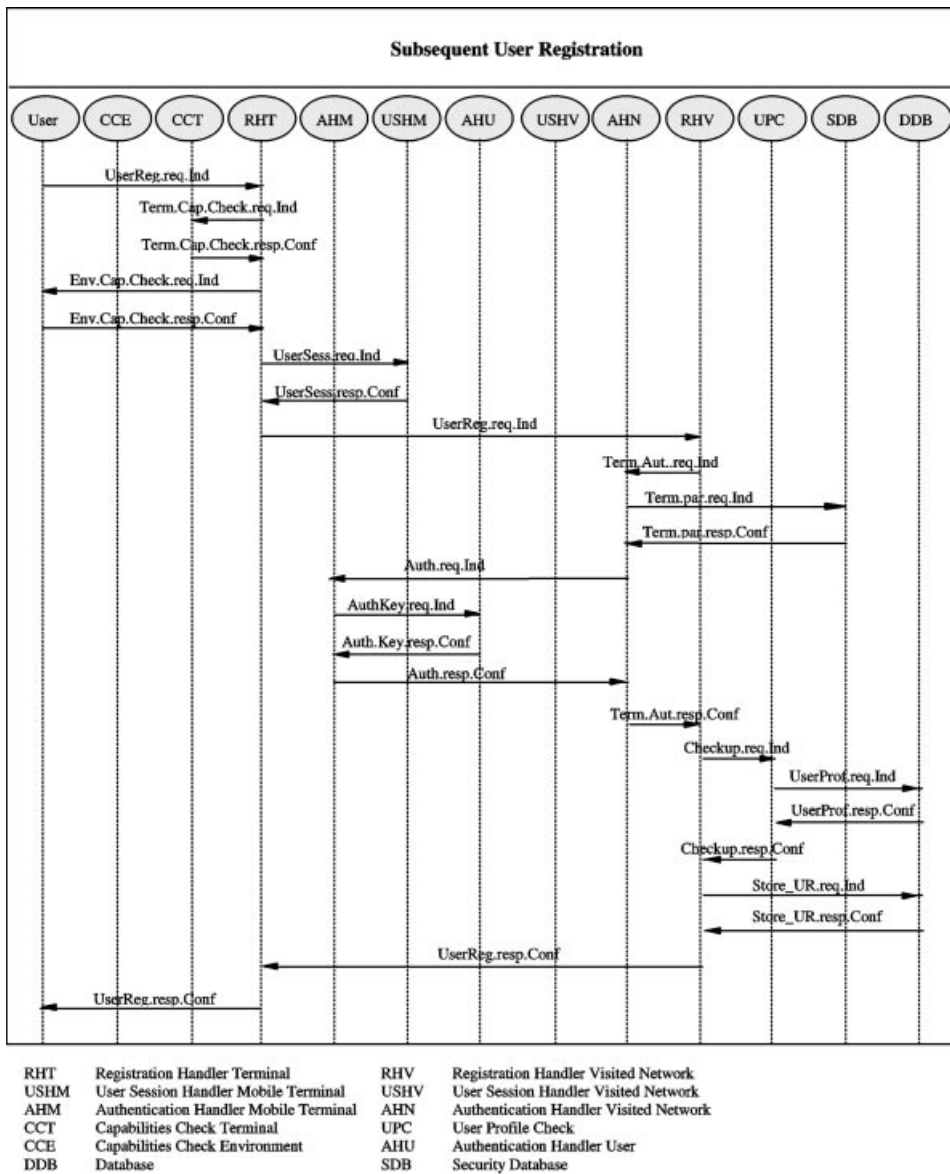 Subsequent User Registration
User CCE CCT RHT AHM USHM AHU USHV AHN RHV UPC SDB DDB
UserReg.req.Ind
Term.Cap.Check.req.Ind
Term.Cap.Check.resp.Conf
Env.Cap.Check.req.Ind
Env.Cap.Check.resp.Conf
UserSess.req.Ind
UserSess.resp.Conf
UserReg.req.Ind
Term.Aut..req.Ind
Term.par.req.Ind
Term.par.resp.Conf
Auth.req.Ind
AuthKey.req.Ind
Auth.Key.resp.Conf
Auth.resp.Conf
Term.Aut.resp.Conf
Checkup.req.Ind
UserProf.req.Ind
UserProf.resp.Conf
Checkup.resp.Conf
Store_UR.req.Ind
Store_UR.resp.Conf
UserReg.resp.Conf
UserReg.resp.Conf
RHT Registration Handler Terminal RHV Registration Handler Visited Network
USHM User Session Handler Mobile Terminal USHV User Session Handler Visited Network
AHM Authentication Handler Mobile Terminal AHN Authentication Handler Visited Network
CCT Capabilities Check Terminal UPC User Profile Check
CCE Capabilities Check Environment AHU Authentication Handler User
DDB Database SDB Security Database